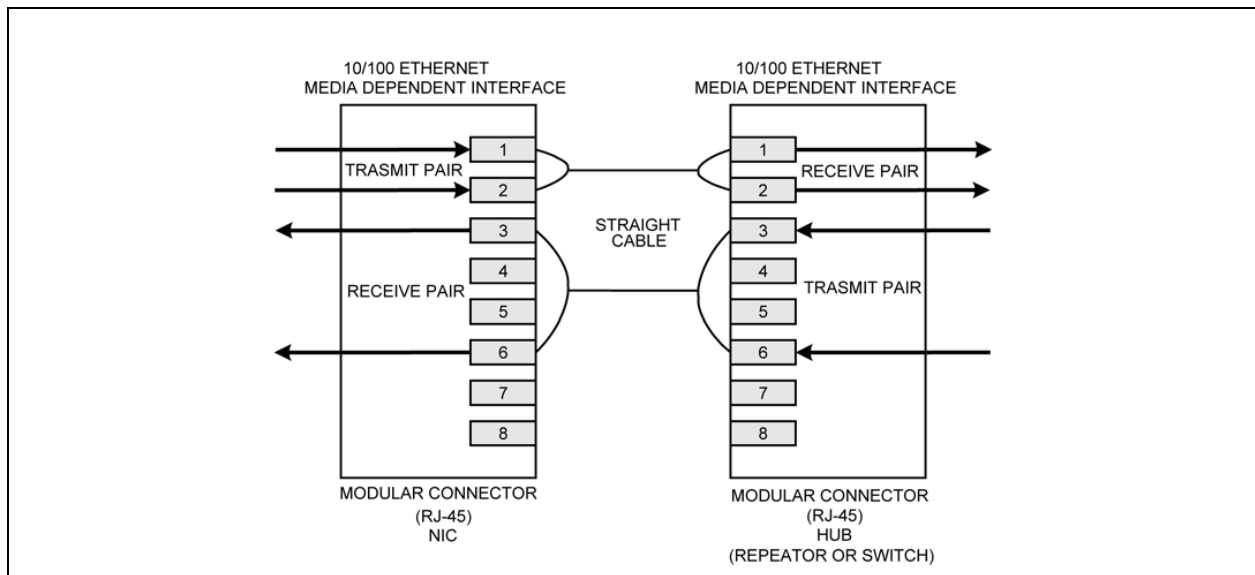 10/100 ETHERNET
MEDIA DEPENDENT INTERFACE
10/100 ETHERNET
MEDIA DEPENDENT INTERFACE
1
TRASMIT PAIR
2
3
4
RECEIVE PAIR
5
6
7
8
STRAIGHT
CABLE
1
RECEIVE PAIR
2
3
4
TRASMIT PAIR
5
6
7
8
MODULAR CONNECTOR
(RJ-45)
NIC
MODULAR CONNECTOR
(RJ-45)
HUB
(REPEATOR OR SWITCH)